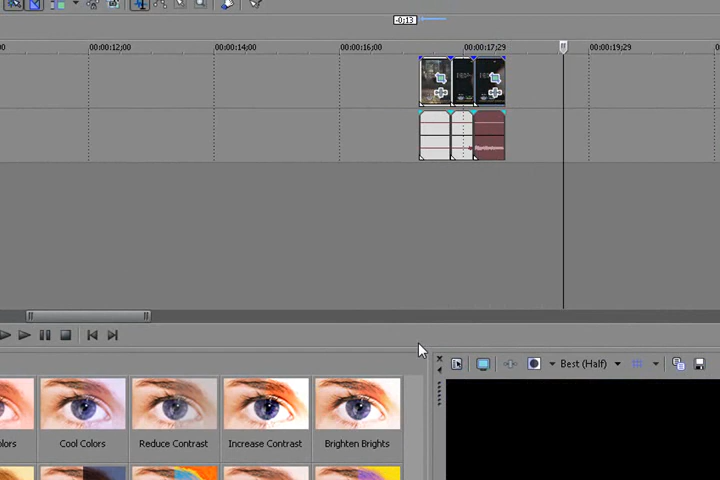 -0;13
00:00:12;00
00:00:14;00
00:00:16;00
00:00:17;29
00:00:19;29
Best (Half)
olors
Cool Colors
Reduce Contrast
Increase Contrast
Brighten Brights